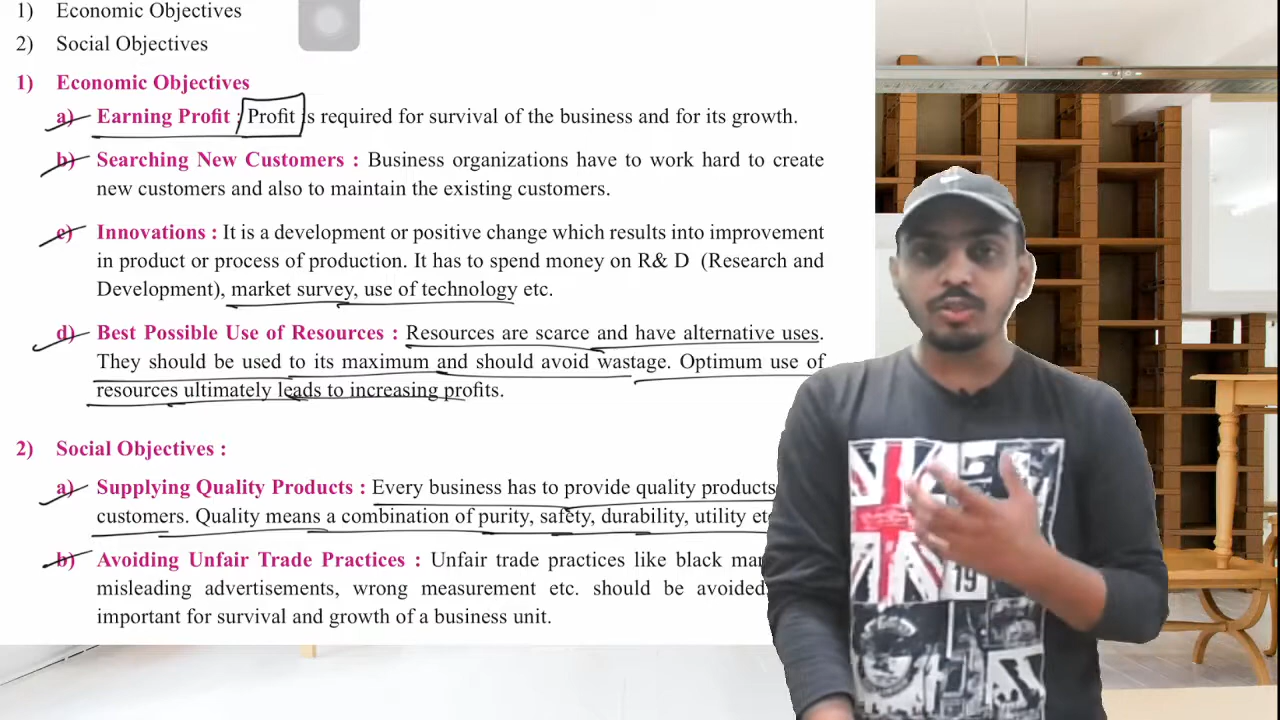 1) Economic Objectives
2) Social Objectives
1) Economic Objectives
a) Earning Profit : Profit is required for survival of the business and for its growth.
b) Searching New Customers : Business organizations have to work hard to create
new customers and also to maintain the existing customers.
c) Innovations : It is a development or positive change which results into improvement
in product or process of production. It has to spend money on R& D (Research and
Development), market survey, use of technology etc.
d) Best Possible Use of Resources : Resources are scarce and have alternative uses.
They should be used to its maximum and should avoid wastage. Optimum use of
resources ultimately leads to increasing profits.
2) Social Objectives :
a) Supplying Quality Products : Every business has to provide quality products
customers. Quality means a combination of purity, safety, durability, utility
b) Avoiding Unfair Trade Practices : Unfair trade practices like black
misleading advertisements, wrong measurement etc. should be avoided
important for survival and growth of a business unit.
19